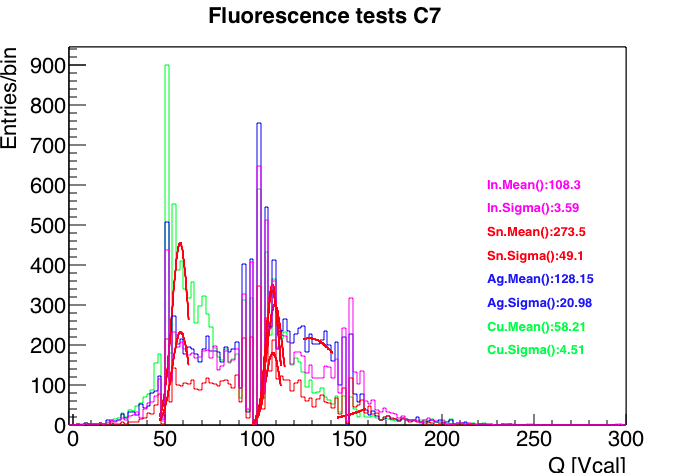 Fluorescence tests C7
Entries/bin
900
800
700
600
500
400
300
200
100
0
In.Mean():108.3
In.Sigma():3.59
Sn.Mean():273.5
Sn.Sigma():49.1
Ag.Mean():128.15
Ag.Sigma():20.98
Cu.Mean():58.21
Cu.Sigma():4.51
0 50 100 150 200 250 300
Q [Vcal]